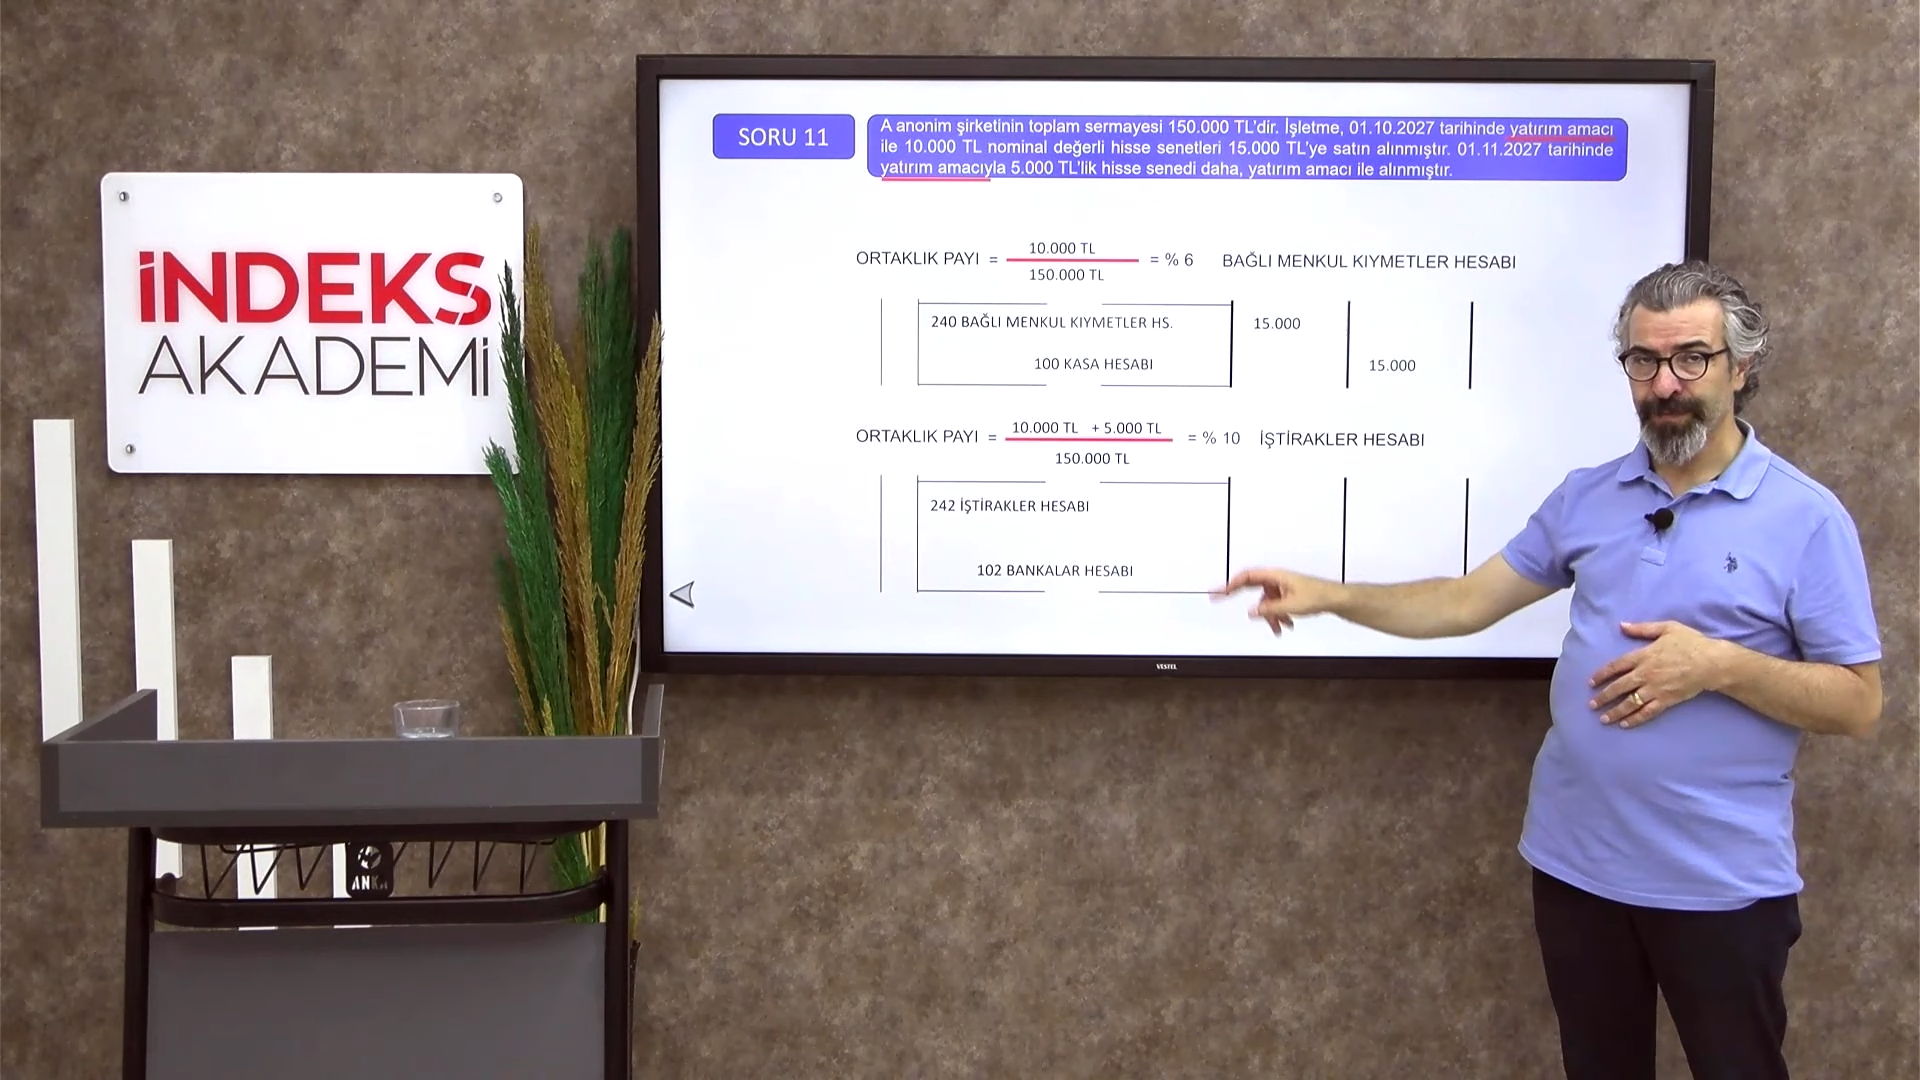 İNDEKS
AKADEMİ
SORU 11
A anonim şirketinin toplam sermayesi 150.000 TL'dir. İşletme, 01.10.2027 tarihinde yatırım amacı
ile 10.000 TL nominal değerli hisse senetleri 15.000 TL'ye satın alınmıştır. 01.11.2027 tarihinde
yatırım amacıyla 5.000 TL'lik hisse senedi daha, yatırım amacı ile alınmıştır.
ORTAKLIK PAYI = 10.000 TL = % 6 BAĞLI MENKUL KIYMETLER HESABI
150.000 TL
240 BAĞLI MENKUL KIYMETLER HS. 15.000
100 KASA HESABI 15.000
ORTAKLIK PAYI = 10.000 TL + 5.000 TL = % 10 İŞTİRAKLER HESABI
150.000 TL
242 İŞTİRAKLER HESABI
102 BANKALAR HESABI
VESTEL
ANKA